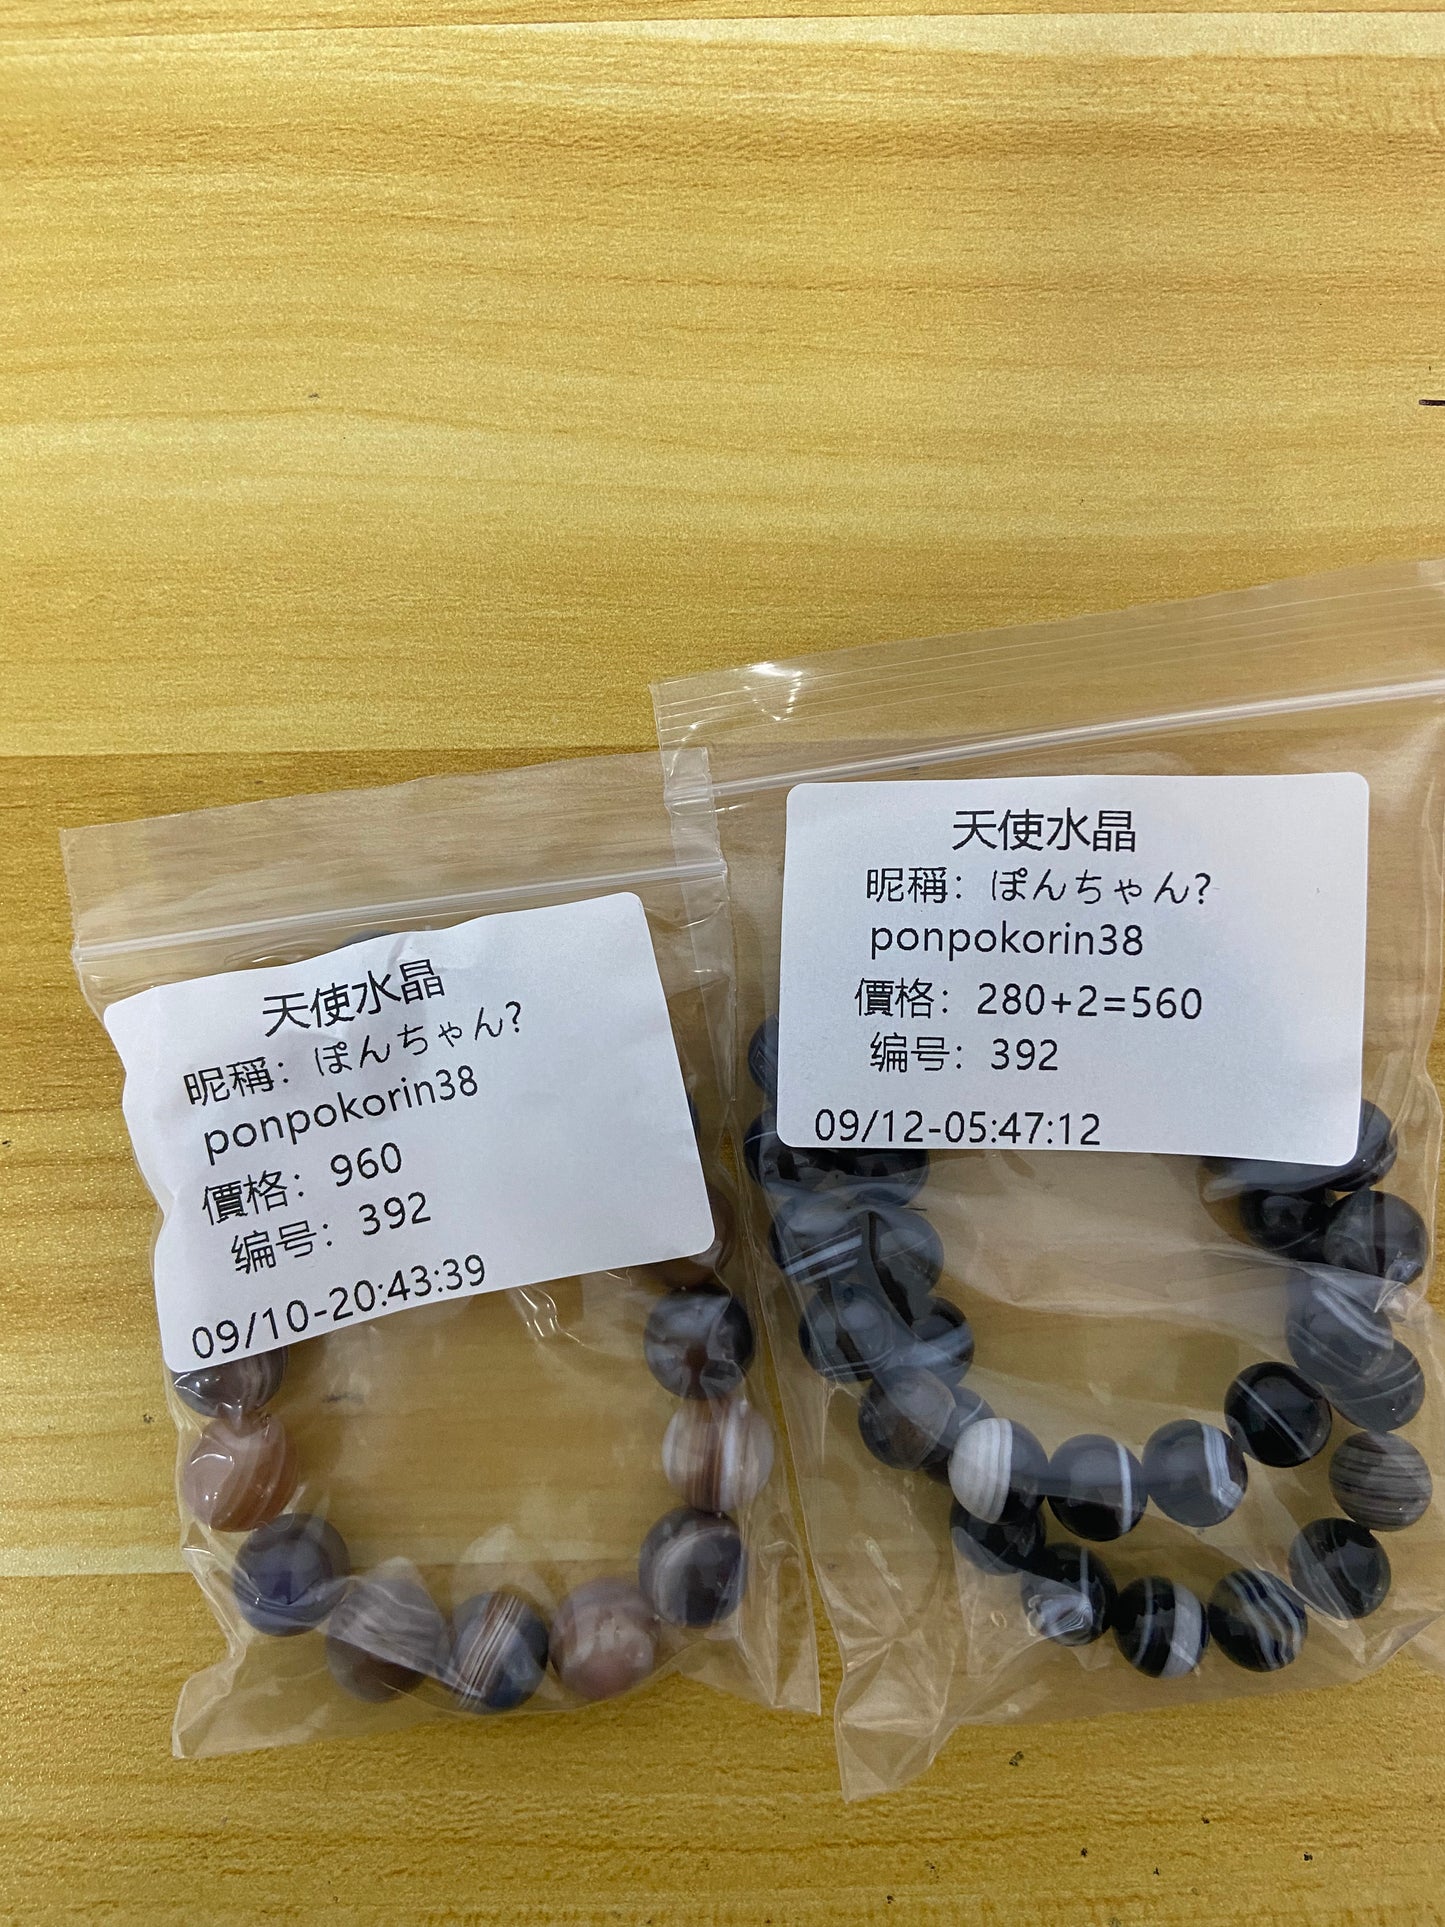 天使水晶
昵稱：ぽんちゃん?
ponpokorin38
價格：960
编号：392
09/10-20:43:39
天使水晶
昵稱：ぽんちゃん?
ponpokorin38
價格：280+2=560
编号：392
09/12-05:47:12